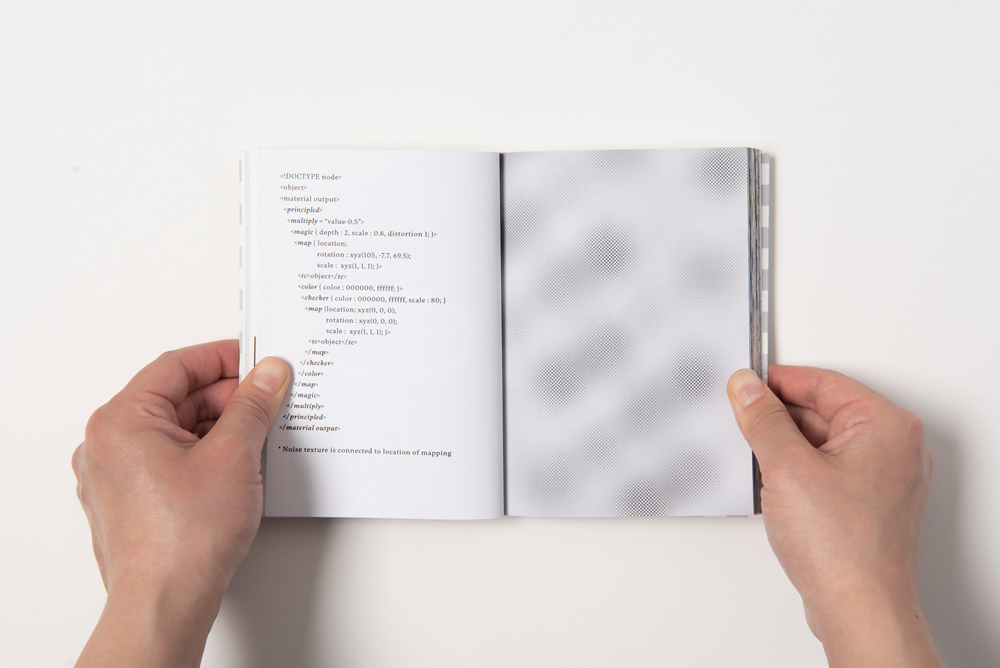 <!DOCTYPE node>
<object>
<material output>
<principled>
<multiply = "value-0.5">
<magic { depth : 2, scale : 0.8, distortion 1; }>
<map { location;
rotation : xyz(105, -7.7, 69.5);
scale : xyz(1, 1, 1); }>
<tc>object</tc>
<color { color : 000000, ffffff; }>
<checker { color : 000000, ffffff, scale : 80; }
<map {location; xyz(0, 0, 0);
rotation : xyz(0, 0, 0);
scale : xyz(1, 1, 1); }>
<tc>object</tc>
</map>
</checker>
</color>
</map>
</magic>
</multiply>
</principled>
</material output>
* Noise texture is connected to location of mapping